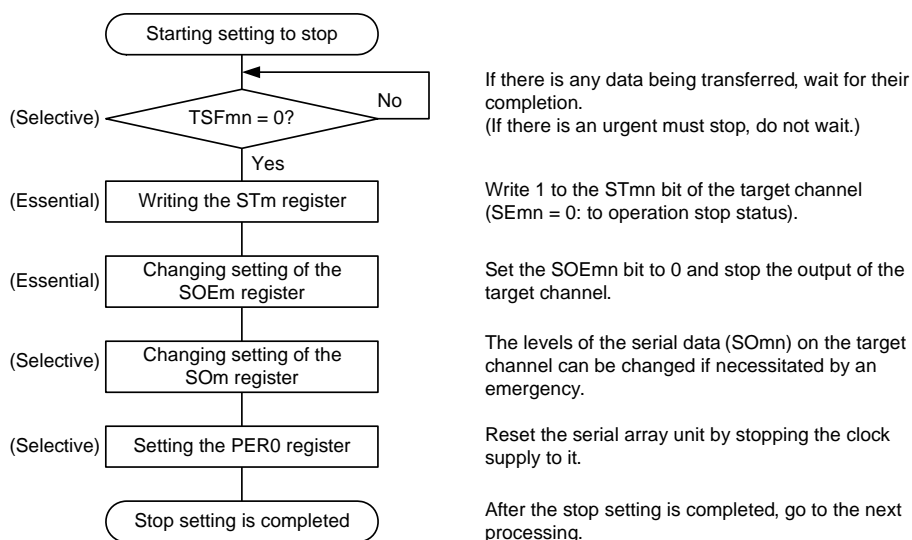 Starting setting to stop
If there is any data being transferred, wait for their
completion.
(If there is an urgent must stop, do not wait.)
(Selective)
TSFmn = 0?
No
Yes
(Essential)
Writing the STm register
Write 1 to the STmn bit of the target channel
(SEmn = 0: to operation stop status).
(Essential)
Changing setting of the
SOEm register
Set the SOEmn bit to 0 and stop the output of the
target channel.
(Selective)
Changing setting of the
SOm register
The levels of the serial data (SOmn) on the target
channel can be changed if necessitated by an
emergency.
(Selective)
Setting the PER0 register
Reset the serial array unit by stopping the clock
supply to it.
Stop setting is completed
After the stop setting is completed, go to the next
processing.